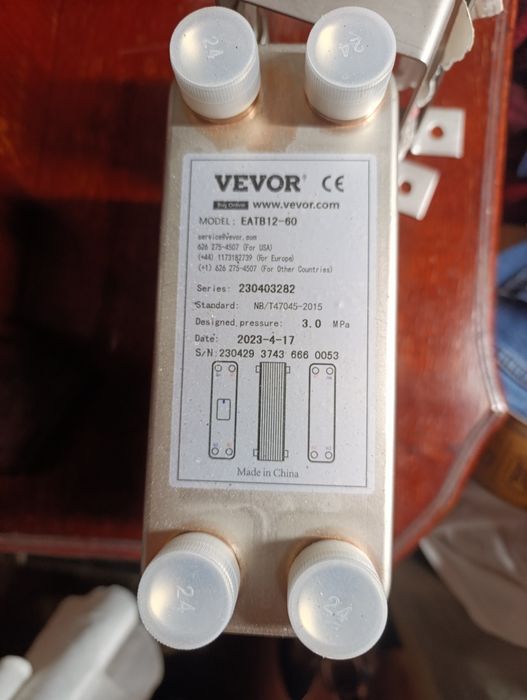 24
24
VEVOR® CE
Buy Online www.vevor.com
MODEL: EATB12-60
service@vevor.com
626 275-4507 (For USA)
(+44) 1173182739 (for Europe)
(+1) 626 275-4507 (For Other Countries)
Series: 230403282
Standard: NB/T47045-2015
Designed pressure: 3.0 MPa
Date: 2023-4-17
S/N: 230429 3743 666 0053
Made in China
24
24